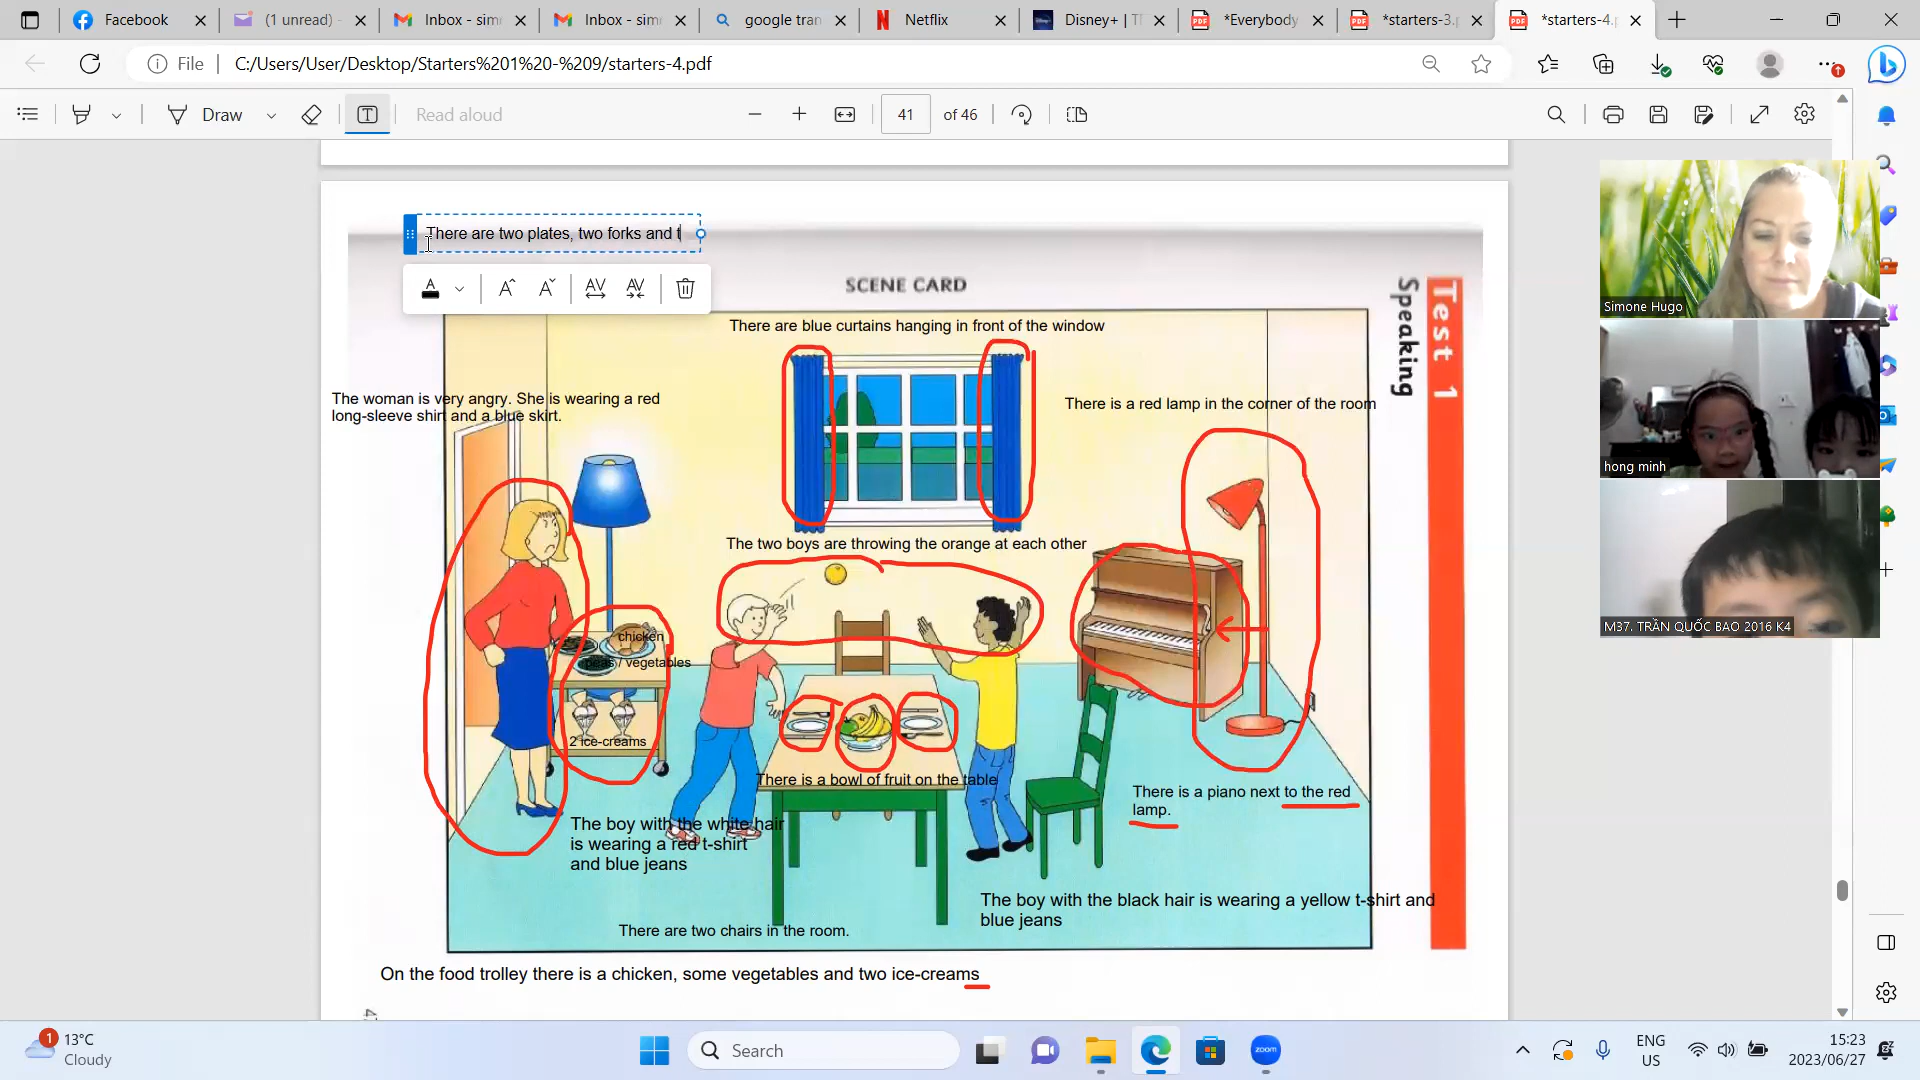 Facebook
(1 unread) -
Inbox - sim
Inbox - sim
google tran
Netflix
Disney+ | Th
*Everybody
*starters-3.p
*starters-4.p
File
C:/Users/User/Desktop/Starters%201%20-%209/starters-4.pdf
Draw
Read aloud
41 of 46
There are two plates, two forks and t
SCENE CARD
Test 1
Speaking
There are blue curtains hanging in front of the window
The woman is very angry. She is wearing a red
long-sleeve shirt and a blue skirt.
There is a red lamp in the corner of the room
The two boys are throwing the orange at each other
chicken
peas / vegetables
2 ice-creams
There is a bowl of fruit on the table
There is a piano next to the red
lamp.
The boy with the white hair
is wearing a red t-shirt
and blue jeans
The boy with the black hair is wearing a yellow t-shirt and
blue jeans
There are two chairs in the room.
On the food trolley there is a chicken, some vegetables and two ice-creams
Simone Hugo
hong minh
M37. TRẦN QUỐC BẢO 2016 K4
1
13°C
Cloudy
Search
zoom
ENG
US
15:23
2023/06/27